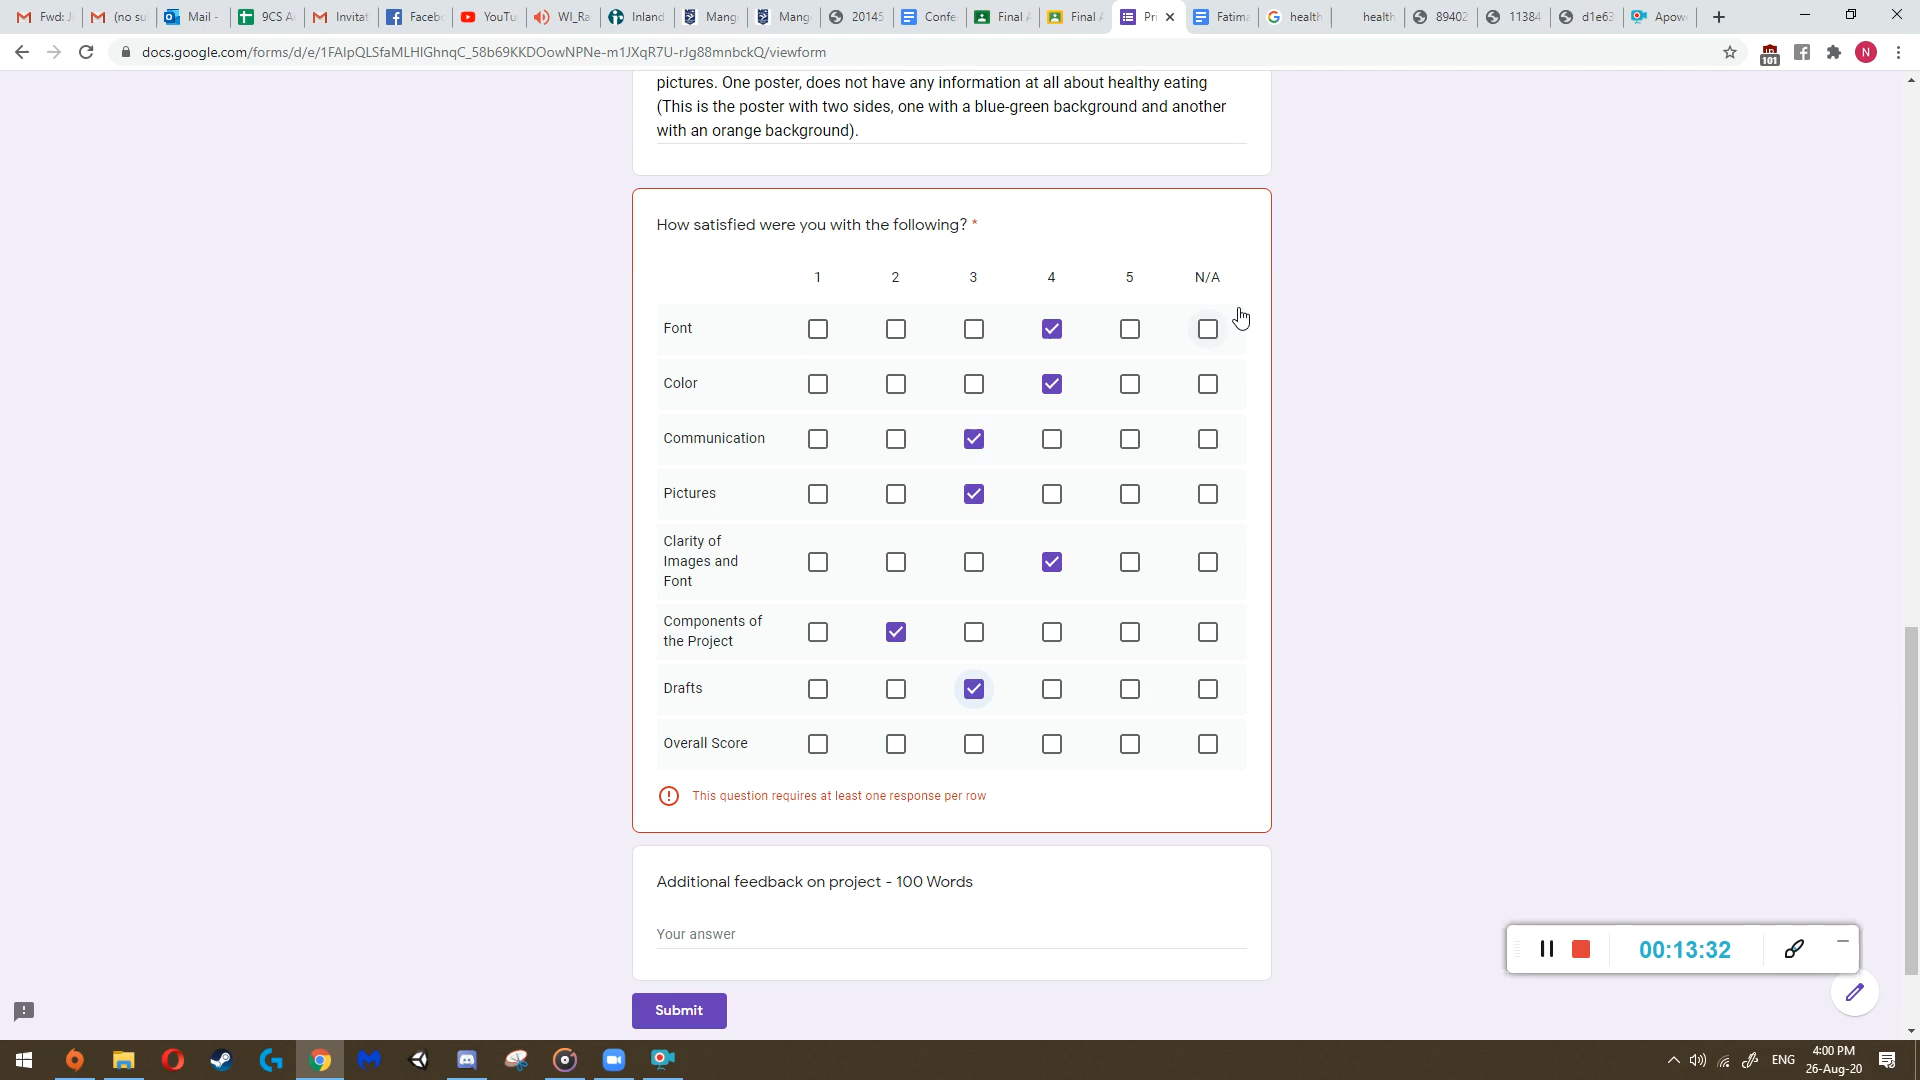 Fwd: J
(no su
Mail -
9CS A
Invitat
Faceb
YouTu
WI_Ra
Inland
Mang
Mang
20145
Confe
Final A
Final A
Pri
Fatima
health
health
89402
11384
d1e63
Apow
docs.google.com/forms/d/e/1FAIpQLSfaMLHIGhnqC_58b69KKDOowNPNe-m1JXqR7U-rJg88mnbckQ/viewform
101
N
pictures. One poster, does not have any information at all about healthy eating
(This is the poster with two sides, one with a blue-green background and another
with an orange background).
How satisfied were you with the following? *
1 2 3 4 5 N/A
Font
Color
Communication
Pictures
Clarity of
Images and
Font
Components of
the Project
Drafts
Overall Score
This question requires at least one response per row
Additional feedback on project - 100 Words
Your answer
00:13:32
Submit
ENG
4:00 PM
26-Aug-20